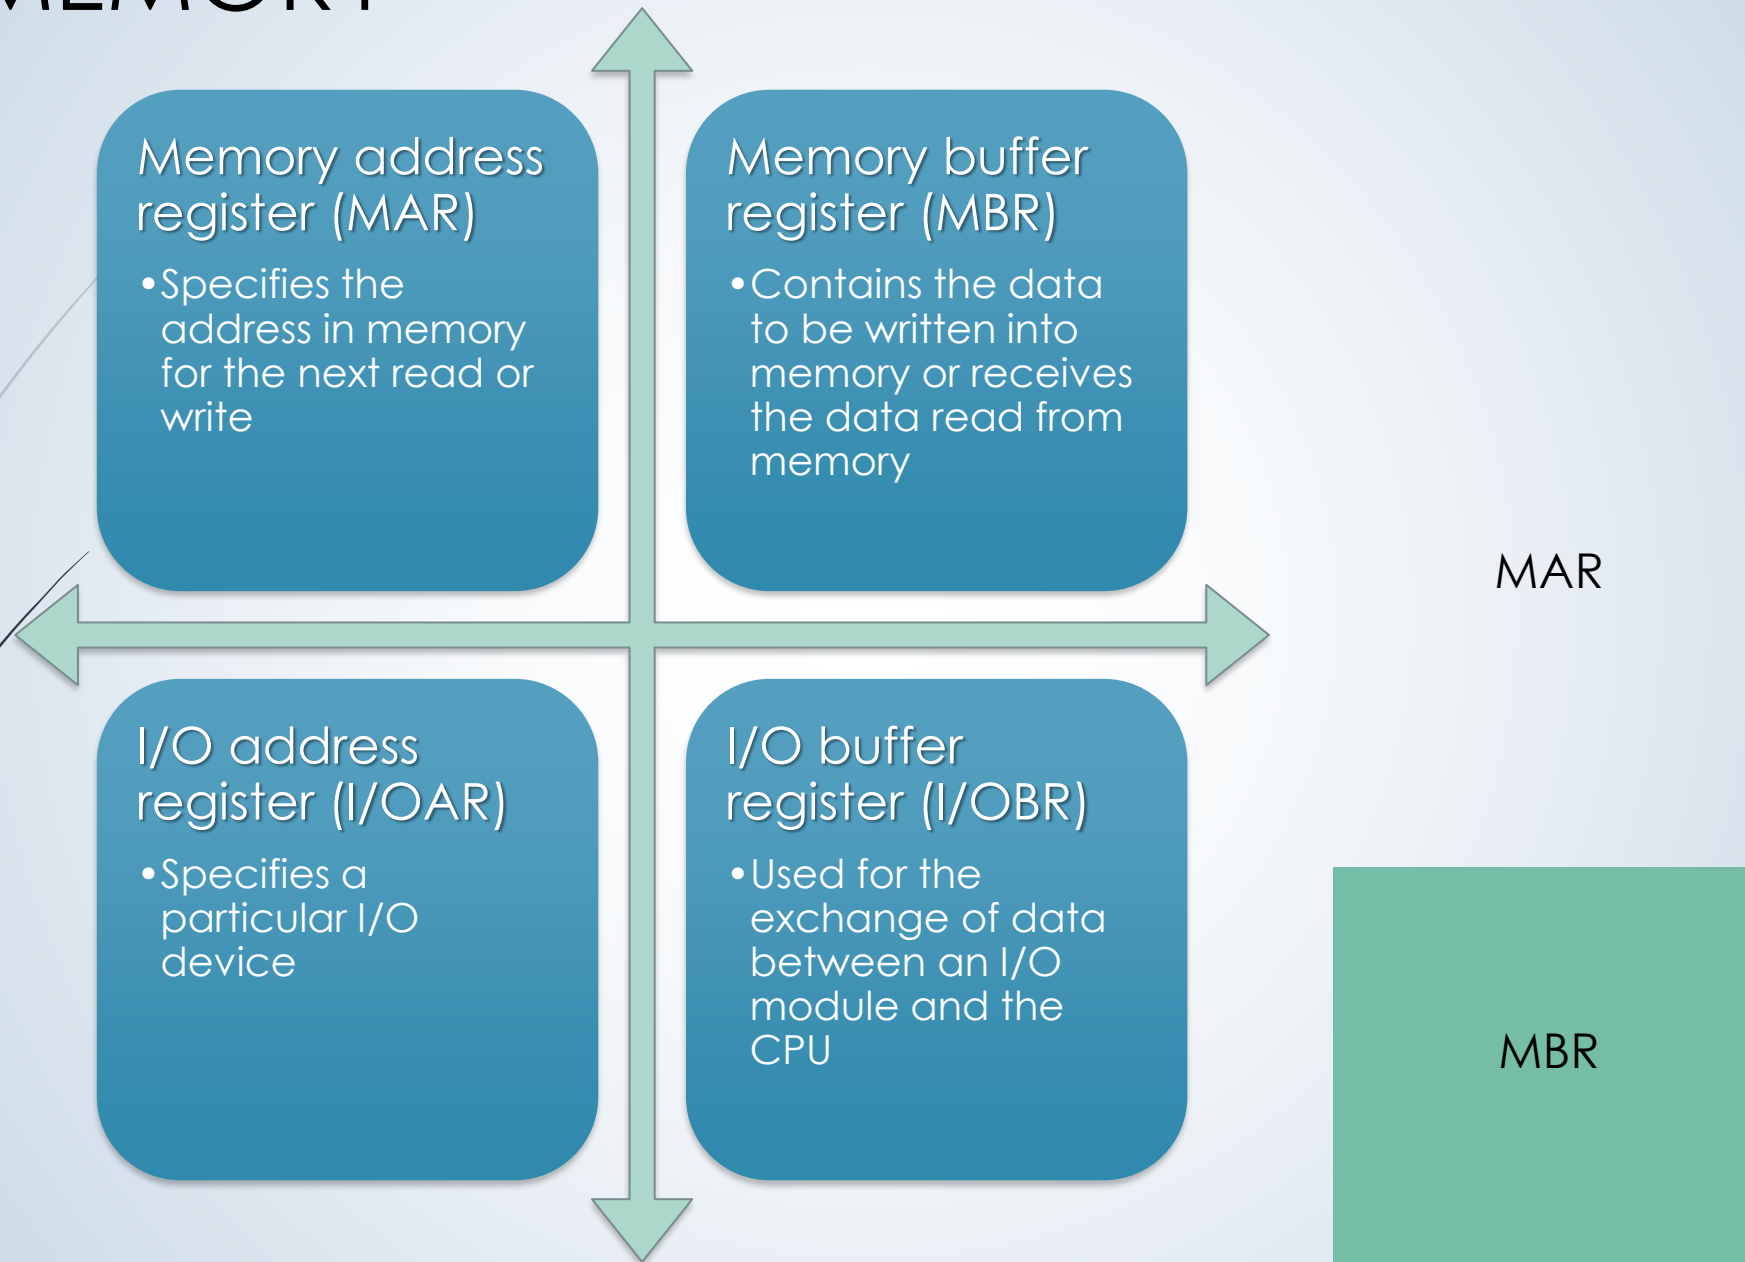 MEMORY
Memory address
register (MAR)
•Specifies the
address in memory
for the next read or
write
Memory buffer
register (MBR)
•Contains the data
to be written into
memory or receives
the data read from
memory
MAR
I/O address
register (I/OAR)
•Specifies a
particular I/O
device
I/O buffer
register (I/OBR)
•Used for the
exchange of data
between an I/O
module and the
CPU
MBR